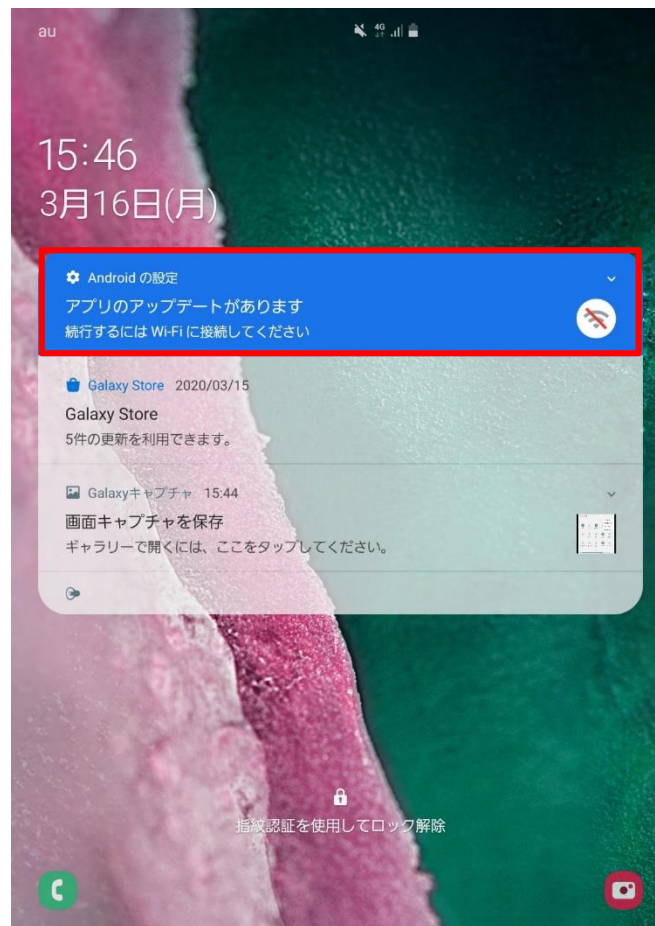 au
4G
15:46
3月16日(月)
Android の設定
アプリのアップデートがあります
続行するには Wi-Fi に接続してください
Galaxy Store 2020/03/15
Galaxy Store
5件の更新を利用できます。
Galaxyキャプチャ 15:44
画面キャプチャを保存
ギャラリーで開くには、ここをタップしてください。
指紋認証を使用してロック解除